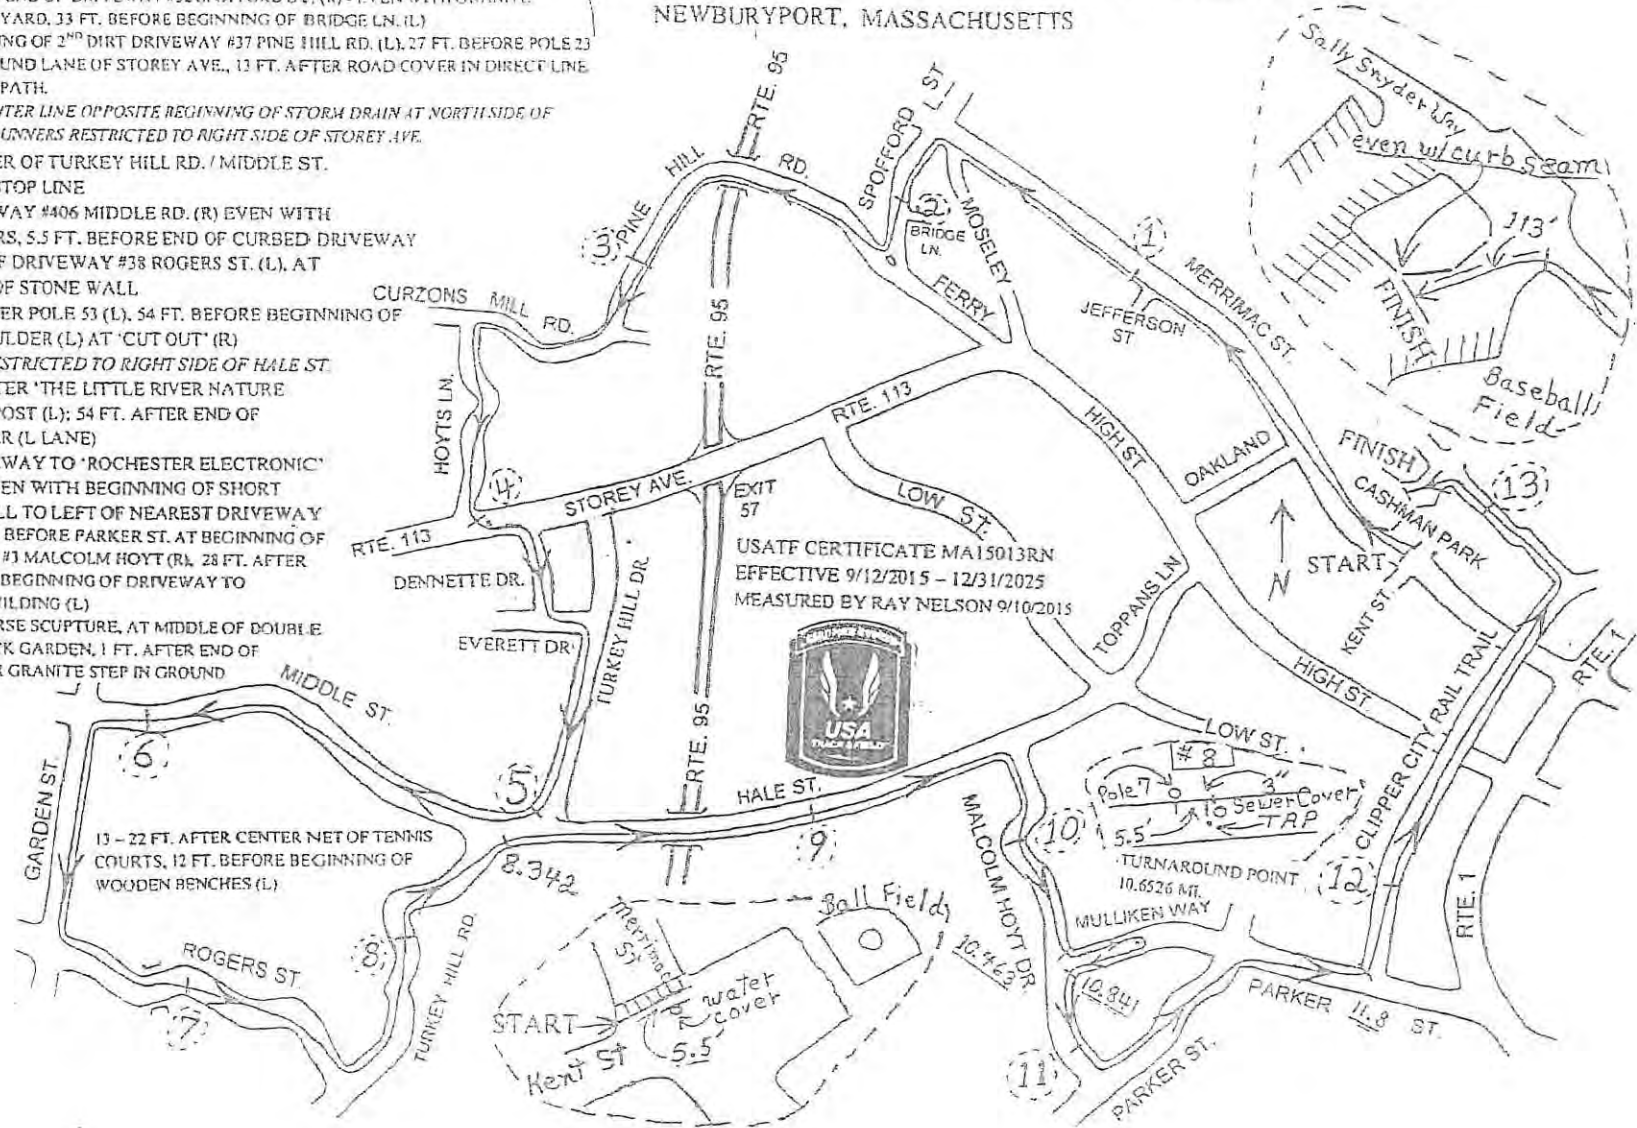 NEWBURYPORT, MASSACHUSETTS
YARD, 33 FT. BEFORE BEGINNING OF BRIDGE LN. (L)
NG OF 2ND DIRT DRIVEWAY #37 PINE HILL RD. (L), 27 FT. BEFORE POLE 23
UND LANE OF STOREY AVE., 13 FT. AFTER ROAD COVER IN DIRECT LINE
PATH.
TER LINE OPPOSITE BEGINNING OF STORM DRAIN AT NORTH SIDE OF
UNNERS RESTRICTED TO RIGHT SIDE OF STOREY AVE.
ER OF TURKEY HILL RD. / MIDDLE ST.
STOP LINE
WAY #406 MIDDLE RD. (R) EVEN WITH
RS, 5.5 FT. BEFORE END OF CURBED DRIVEWAY
F DRIVEWAY #38 ROGERS ST. (L), AT
OF STONE WALL
ER POLE 53 (L), 54 FT. BEFORE BEGINNING OF
ULDER (L) AT 'CUT OUT' (R)
STRICTED TO RIGHT SIDE OF HALE ST.
TER 'THE LITTLE RIVER NATURE
POST (L); 54 FT. AFTER END OF
R (L LANE)
WAY TO 'ROCHESTER ELECTRONIC'
EN WITH BEGINNING OF SHORT
LL TO LEFT OF NEAREST DRIVEWAY
BEFORE PARKER ST. AT BEGINNING OF
#3 MALCOLM HOYT (R), 28 FT. AFTER
BEGINNING OF DRIVEWAY TO
ILDING (L)
RSE SCUPTURE, AT MIDDLE OF DOUBLE
CK GARDEN, 1 FT. AFTER END OF
R GRANITE STEP IN GROUND
13 – 22 FT. AFTER CENTER NET OF TENNIS
COURTS, 12 FT. BEFORE BEGINNING OF
WOODEN BENCHES (L)
Sally Snyder Way
even w/curb seam
113'
FINISH
Baseball
Field
RTE. 95
SPOFFORD ST
PINE HILL RD.
3
2
BRIDGE
LN.
MOSELEY
FERRY
1
MERRIMAC ST.
JEFFERSON
ST
CURZONS MILL RD.
HOYTS LN.
RTE. 95
RTE. 113
HIGH ST
OAKLAND
FINISH
CASHMAN PARK
13
4
STOREY AVE.
EXIT
57
LOW ST.
RTE. 113
START
N
KENT ST.
USATF CERTIFICATE MA15013RN
EFFECTIVE 9/12/2015 – 12/31/2025
MEASURED BY RAY NELSON 9/10/2015
DENNETTE DR.
EVERETT DR
TURKEY HILL DR.
TOPPANS LN
HIGH ST.
CLIPPER CITY RAIL TRAIL
RTE. 1
USA
TRACK & FIELD
MIDDLE ST.
6
5
RTE. 95
HALE ST.
9
LOW ST.
#8
Pole 7
3"
Sewer Cover
5.5'
TAP
TURNAROUND POINT
10.6526 MI.
MALCOLM HOYT DR.
10
12
GARDEN ST.
8.342
8
ROGERS ST.
7
TURKEY HILL RD.
Merrimac
St
Ball Field
water
cover
START
Kent St
5.5
10.463
MULLIKEN WAY
10.841
PARKER 11.8 ST.
RTE. 1
11
PARKER ST.